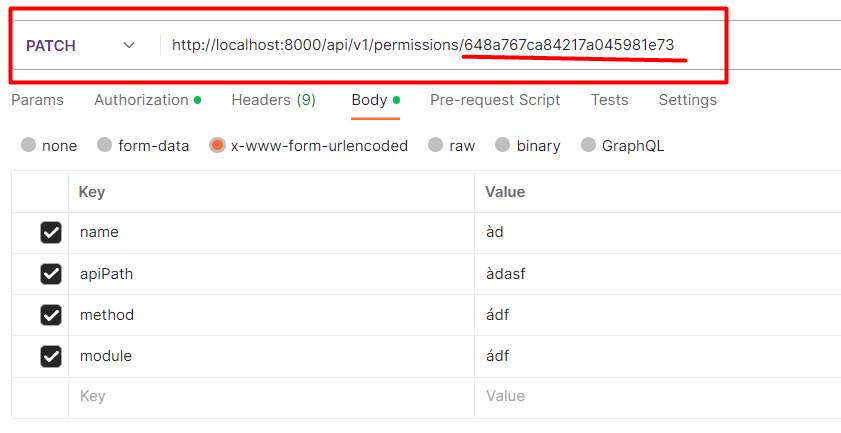 PATCH http://localhost:8000/api/v1/permissions/648a767ca84217a045981e73
Params Authorization Headers (9) Body Pre-request Script Tests Settings
none form-data x-www-form-urlencoded raw binary GraphQL
Key Value
name àd
apiPath àdasf
method ádf
module ádf
Key Value